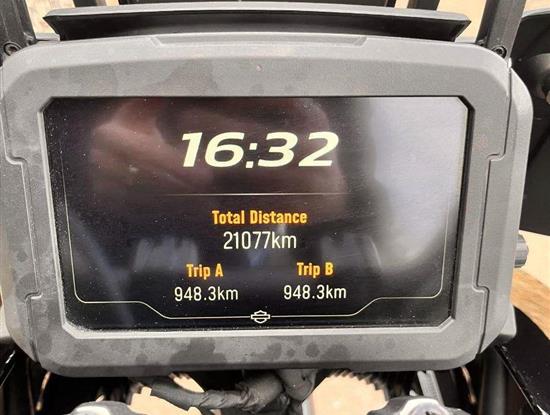 16:32
Total Distance
21077km
Trip A Trip B
948.3km 948.3km